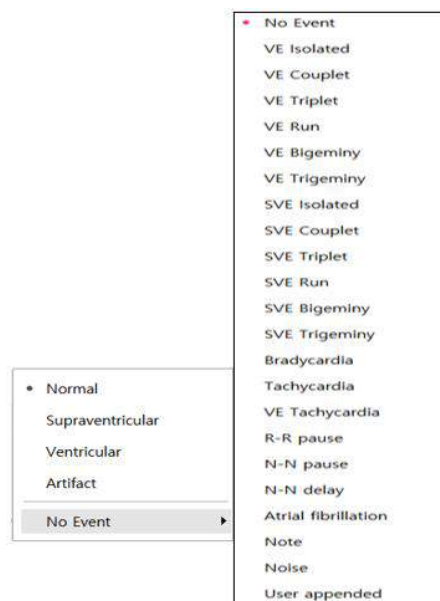 Normal
Supraventricular
Ventricular
Artifact
No Event
No Event
VE Isolated
VE Couplet
VE Triplet
VE Run
VE Bigeminy
VE Trigeminy
SVE Isolated
SVE Couplet
SVE Triplet
SVE Run
SVE Bigeminy
SVE Trigeminy
Bradycardia
Tachycardia
VE Tachycardia
R-R pause
N-N pause
N-N delay
Atrial fibrillation
Note
Noise
User appended